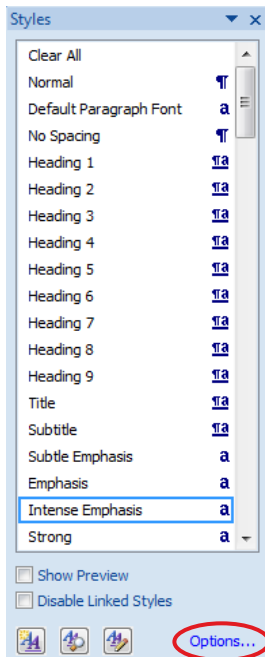 Styles
Clear All
Normal ¶
Default Paragraph Font a
No Spacing ¶
Heading 1 ¶a
Heading 2 ¶a
Heading 3 ¶a
Heading 4 ¶a
Heading 5 ¶a
Heading 6 ¶a
Heading 7 ¶a
Heading 8 ¶a
Heading 9 ¶a
Title ¶a
Subtitle ¶a
Subtle Emphasis a
Emphasis a
Intense Emphasis a
Strong a
Show Preview
Disable Linked Styles
Options...